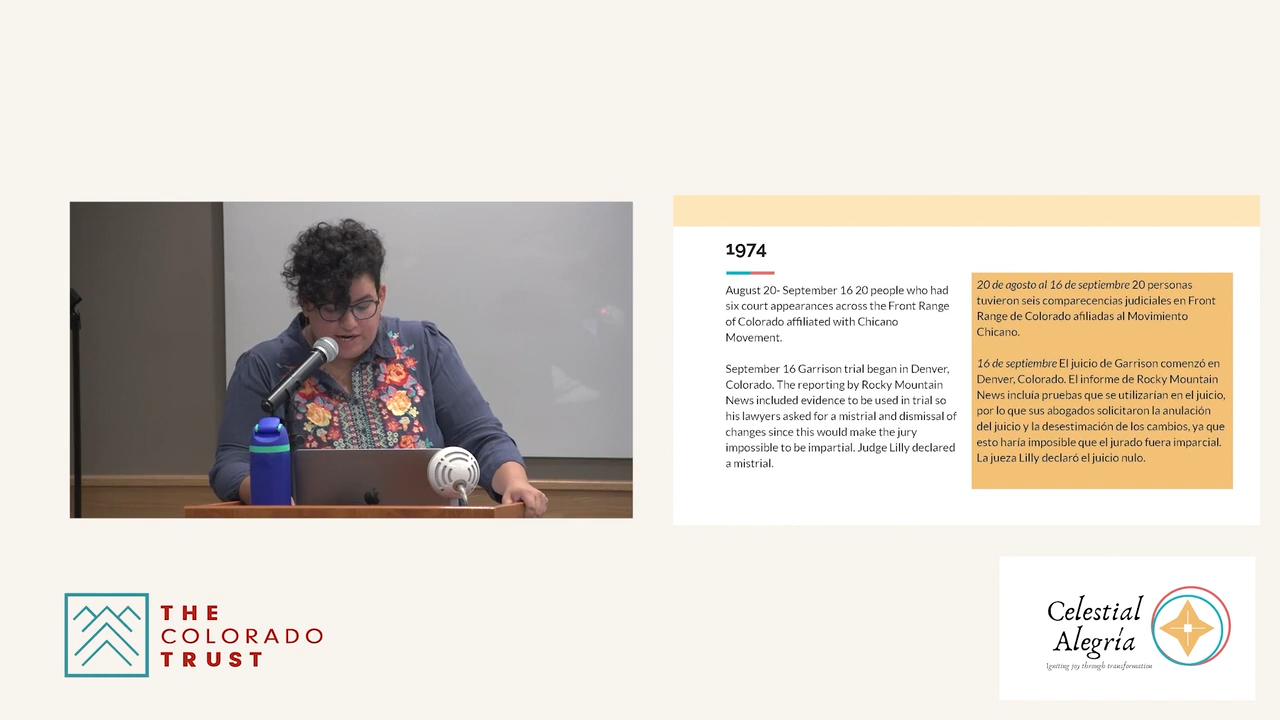 1974
August 20- September 16 20 people who had
six court appearances across the Front Range
of Colorado affiliated with Chicano
Movement.
September 16 Garrison trial began in Denver,
Colorado. The reporting by Rocky Mountain
News included evidence to be used in trial so
his lawyers asked for a mistrial and dismissal of
changes since this would make the jury
impossible to be impartial. Judge Lilly declared
a mistrial.
20 de agosto al 16 de septiembre 20 personas
tuvieron seis comparecencias judiciales en Front
Range de Colorado afiliadas al Movimiento
Chicano.
16 de septiembre El juicio de Garrison comenzó en
Denver, Colorado. El informe de Rocky Mountain
News incluía pruebas que se utilizarían en el juicio,
por lo que sus abogados solicitaron la anulación
del juicio y la desestimación de los cambios, ya que
esto haría imposible que el jurado fuera imparcial.
La jueza Lilly declaró el juicio nulo.
THE
COLORADO
TRUST
Celestial
Alegría
Igniting joy through transformation